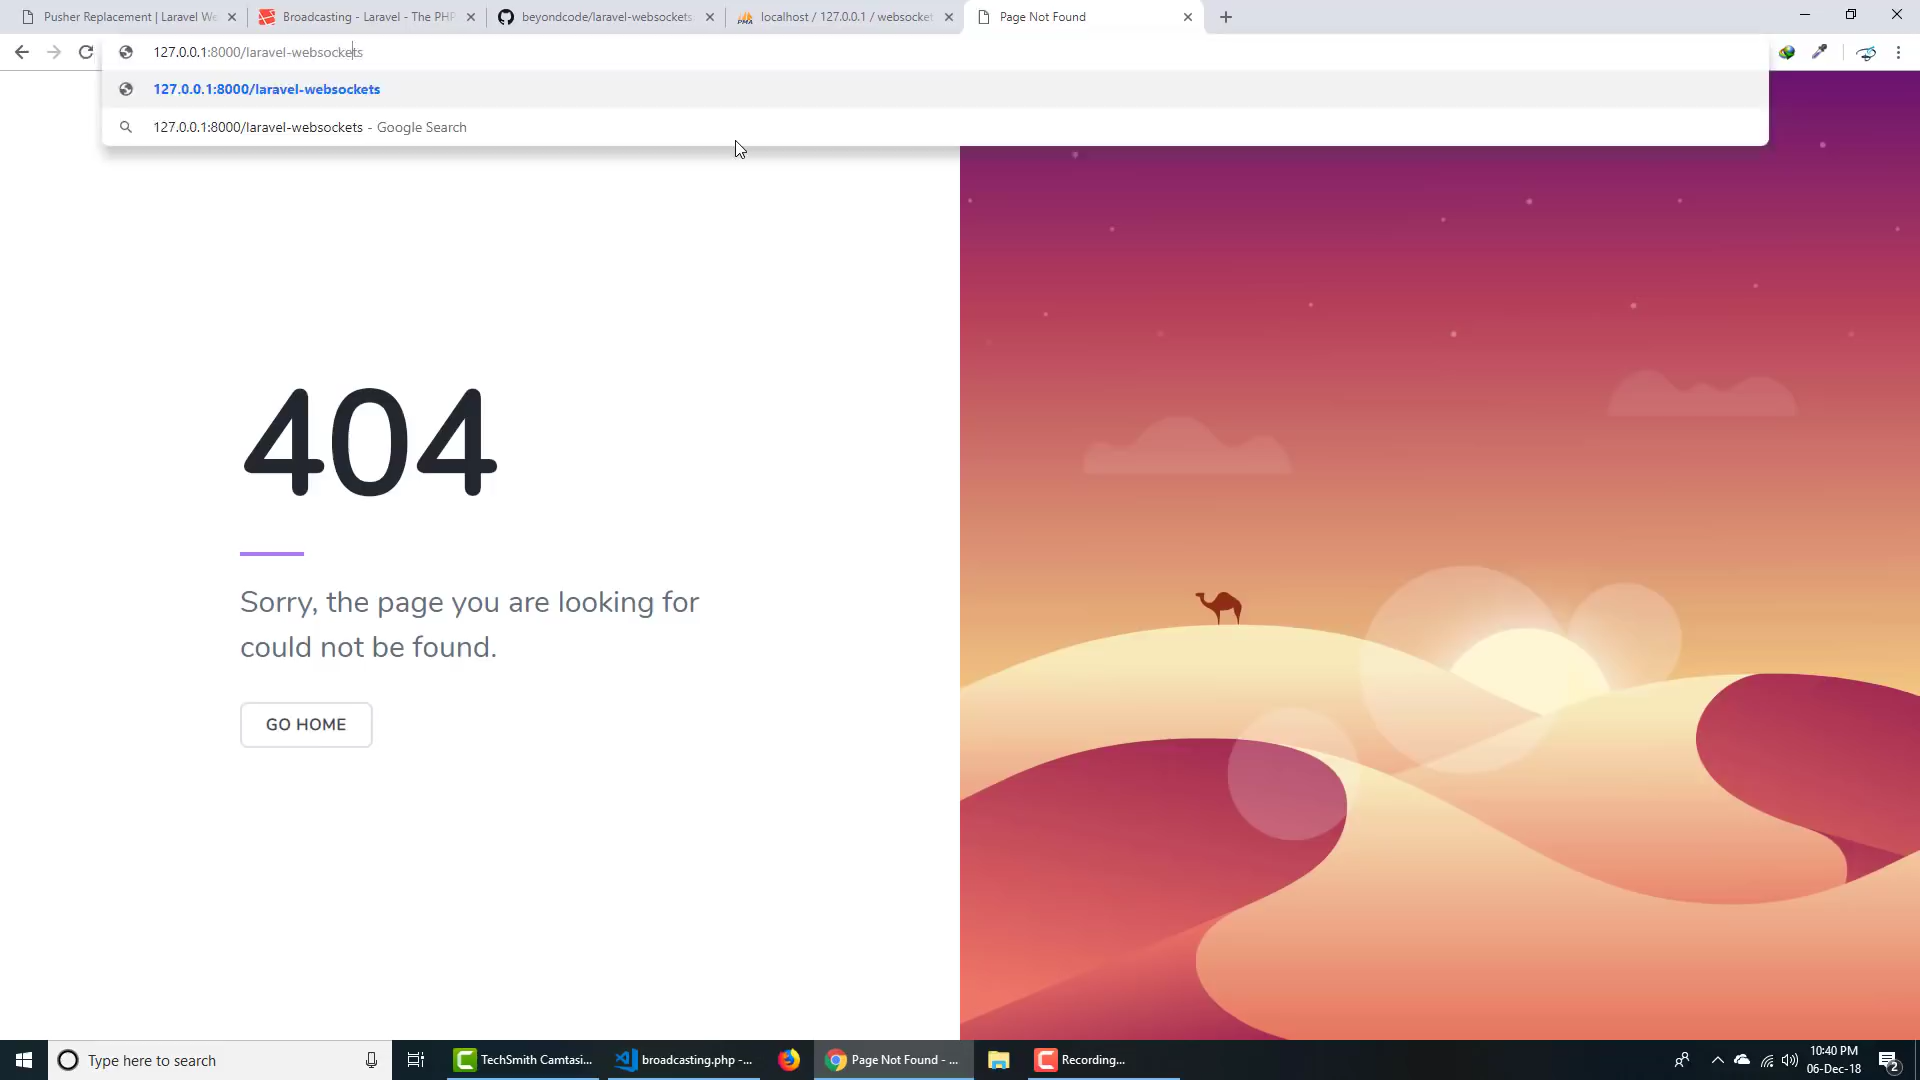 Pusher Replacement | Laravel We
Broadcasting - Laravel - The PHP
beyondcode/laravel-websockets
PMA
localhost / 127.0.0.1 / websocket
Page Not Found
127.0.0.1:8000/laravel-websockets
127.0.0.1:8000/laravel-websockets
127.0.0.1:8000/laravel-websockets - Google Search
404
Sorry, the page you are looking for
could not be found.
GO HOME
Type here to search
TechSmith Camtasi...
broadcasting.php -...
Page Not Found - ...
Recording...
10:40 PM
06-Dec-18
2